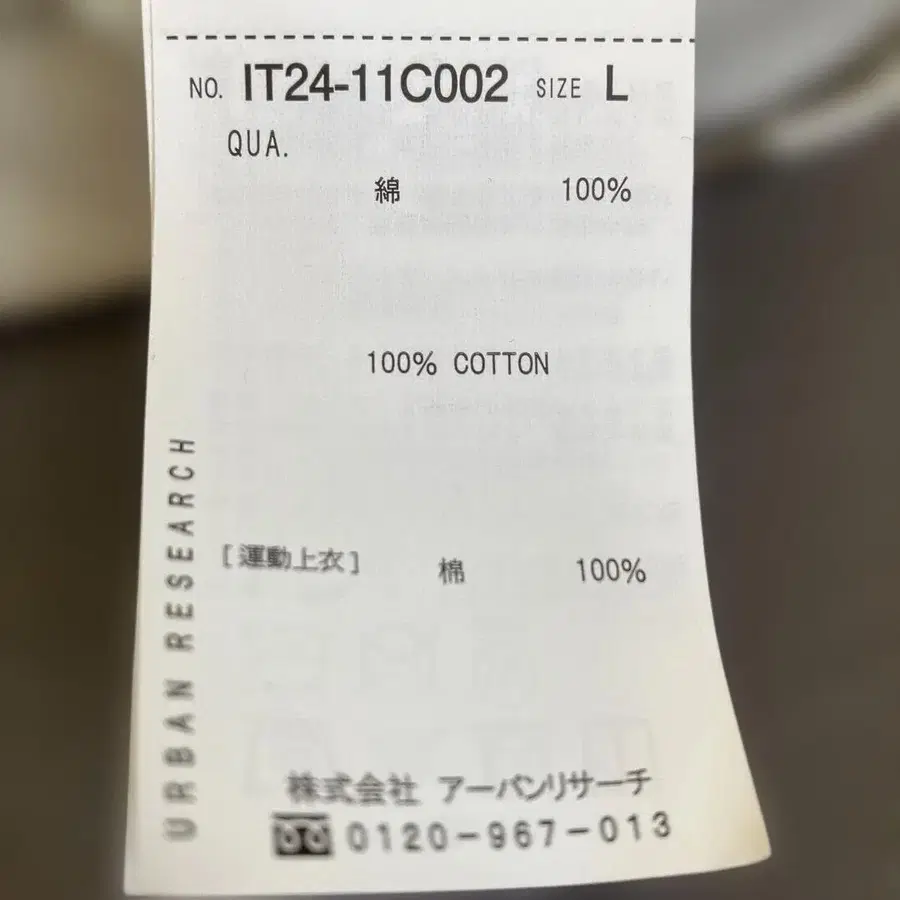 NO. IT24-11C002 SIZE L
QUA.
綿 100%
100% COTTON
[運動上衣] 棉 100%
URBAN RESEARCH
株式会社 アーバンリサーチ
0120-967-013